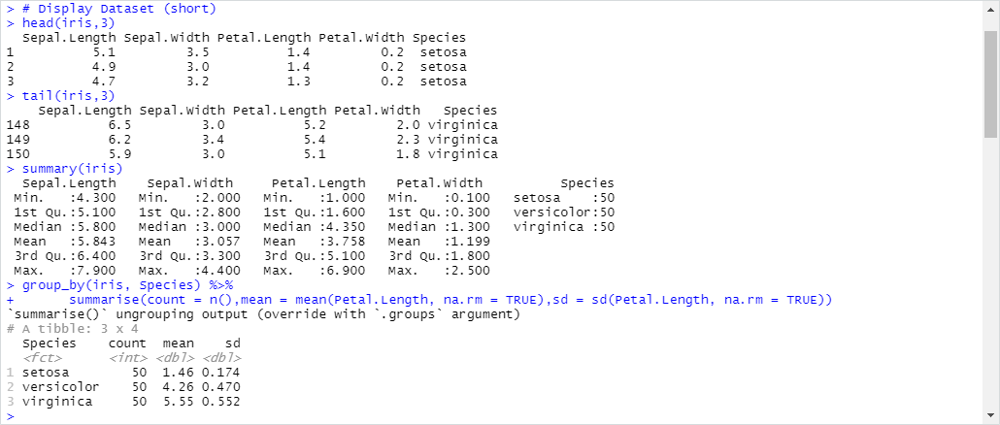 > # Display Dataset (short)
> head(iris,3)
  Sepal.Length Sepal.Width Petal.Length Petal.Width Species
1          5.1         3.5          1.4         0.2  setosa
2          4.9         3.0          1.4         0.2  setosa
3          4.7         3.2          1.3         0.2  setosa
> tail(iris,3)
    Sepal.Length Sepal.Width Petal.Length Petal.Width   Species
148          6.5         3.0          5.2         2.0 virginica
149          6.2         3.4          5.4         2.3 virginica
150          5.9         3.0          5.1         1.8 virginica
> summary(iris)
  Sepal.Length    Sepal.Width     Petal.Length    Petal.Width          Species  
 Min.   :4.300   Min.   :2.000   Min.   :1.000   Min.   :0.100   setosa    :50  
 1st Qu.:5.100   1st Qu.:2.800   1st Qu.:1.600   1st Qu.:0.300   versicolor:50  
 Median :5.800   Median :3.000   Median :4.350   Median :1.300   virginica :50  
 Mean   :5.843   Mean   :3.057   Mean   :3.758   Mean   :1.199
 3rd Qu.:6.400   3rd Qu.:3.300   3rd Qu.:5.100   3rd Qu.:1.800
 Max.   :7.900   Max.   :4.400   Max.   :6.900   Max.   :2.500
> group_by(iris, Species) %>%
+       summarise(count = n(),mean = mean(Petal.Length, na.rm = TRUE),sd = sd(Petal.Length, na.rm = TRUE))
`summarise()` ungrouping output (override with `.groups` argument)
# A tibble: 3 x 4
  Species    count  mean    sd
  <fct>      <int> <dbl> <dbl>
1 setosa        50  1.46 0.174
2 versicolor    50  4.26 0.470
3 virginica     50  5.55 0.552
>